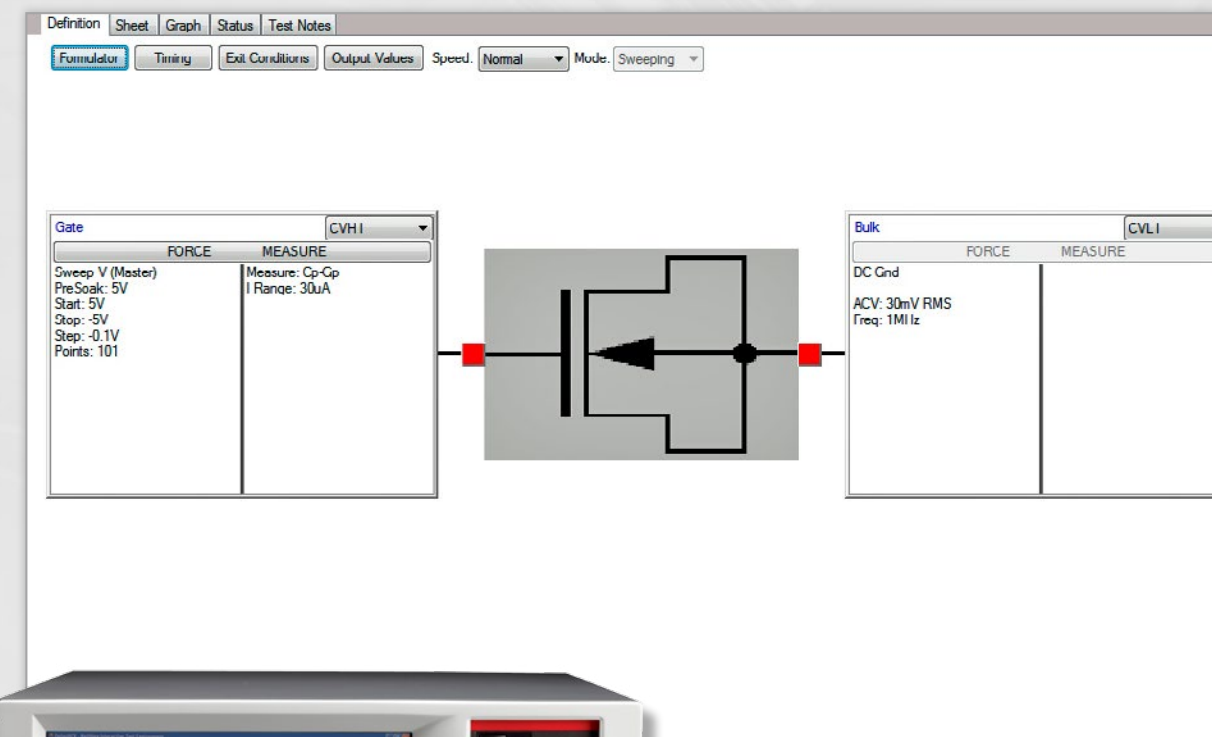 Definition Sheet Graph Status Test Notes
Formulator Timing Exit Conditions Output Values Speed: Normal Mode: Sweeping
Gate CVH1
FORCE MEASURE
Sweep V (Master)
PreSoak: 5V
Start: 5V
Stop: -5V
Step: -0.1V
Points: 101
Measure: Cp-Gp
I Range: 30uA
Bulk CVL1
FORCE MEASURE
DC Gnd
ACV: 30mV RMS
Freq: 1MHz